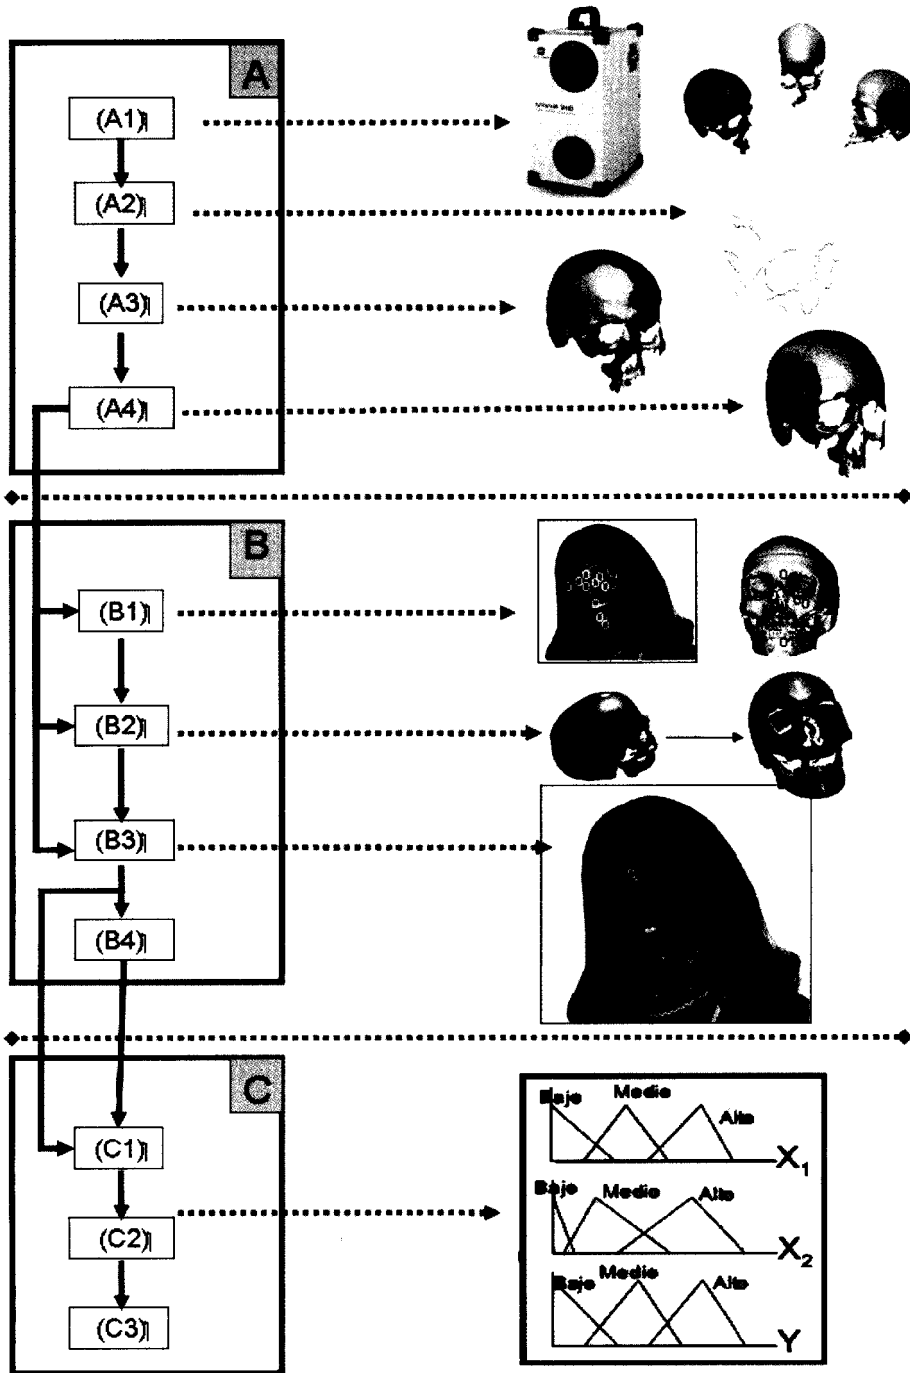 A
(A1)
(A2)
(A3)
(A4)
B
(B1)
(B2)
(B3)
(B4)
C
(C1)
(C2)
(C3)
Bajo Medio Alto
X1
Bajo Medio Alto
X2
Bajo Medio Alto
Y